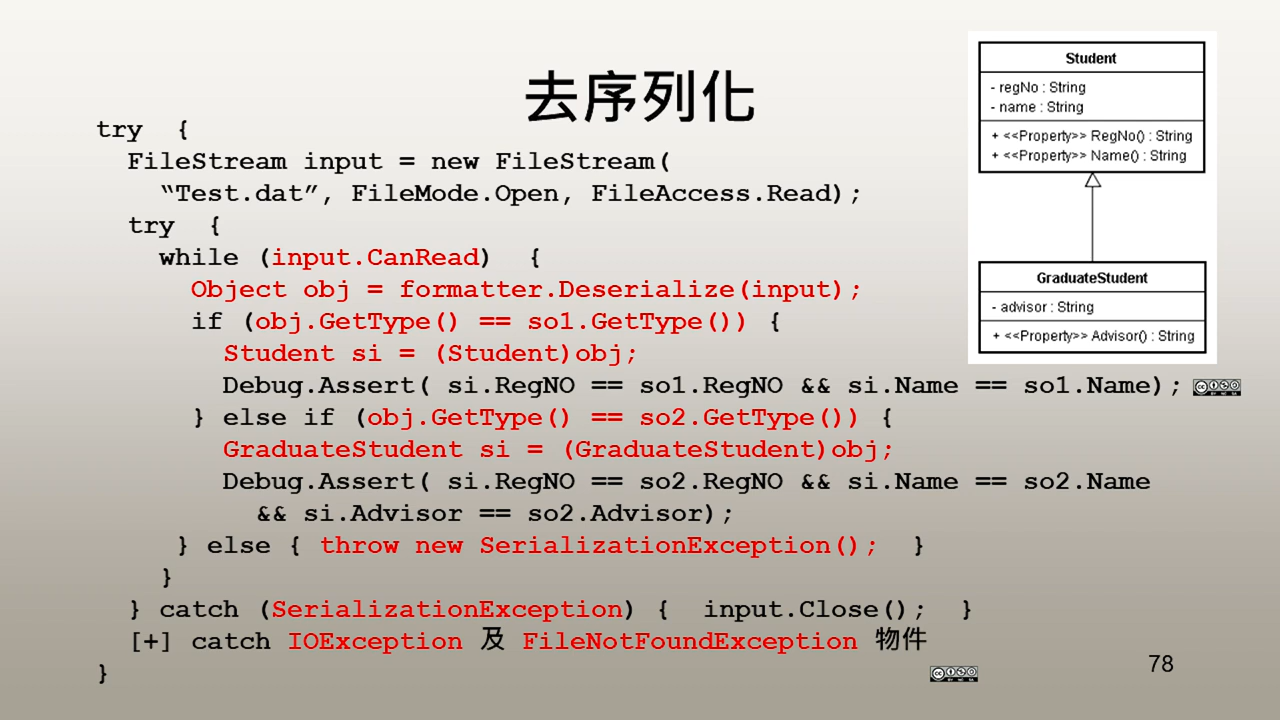 去序列化
try  {
FileStream input = new FileStream(
“Test.dat”, FileMode.Open, FileAccess.Read);
try  {
while (input.CanRead)  {
Object obj = formatter.Deserialize(input);
if (obj.GetType() == so1.GetType()) {
Student si = (Student)obj;
Debug.Assert( si.RegNO == so1.RegNO && si.Name == so1.Name);
} else if (obj.GetType() == so2.GetType()) {
GraduateStudent si = (GraduateStudent)obj;
Debug.Assert( si.RegNO == so2.RegNO && si.Name == so2.Name
&& si.Advisor == so2.Advisor);
} else { throw new SerializationException();  }
}
} catch (SerializationException) {  input.Close();  }
[+] catch IOException 及 FileNotFoundException 物件
}
Student
- regNo : String
- name : String
+ <<Property>> RegNo() : String
+ <<Property>> Name() : String
GraduateStudent
- advisor : String
+ <<Property>> Advisor() : String
78